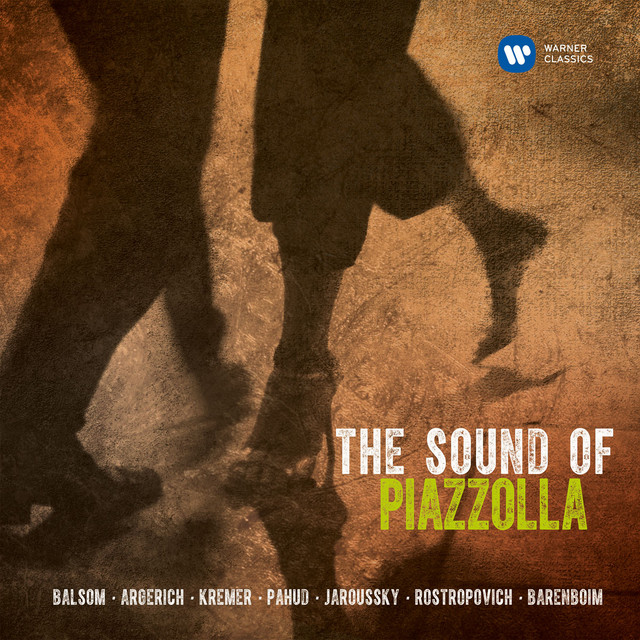 WARNER
CLASSICS
THE SOUND OF
PIAZZOLLA
BALSOM · ARGERICH · KREMER · PAHUD · JAROUSSKY · ROSTROPOVICH · BARENBOIM